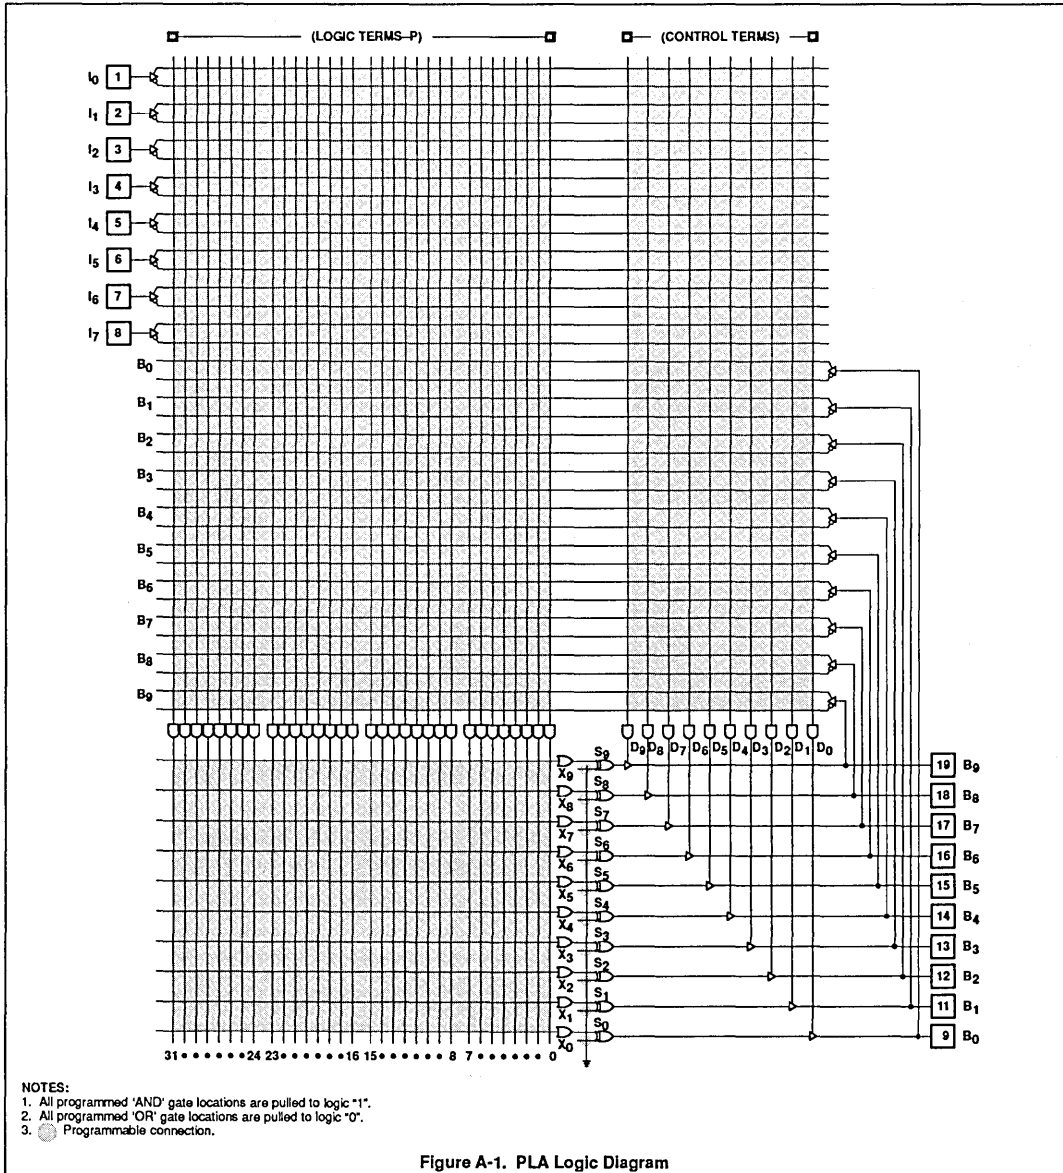 (LOGIC TERMS–P) (CONTROL TERMS)
I0 1
I1 2
I2 3
I3 4
I4 5
I5 6
I6 7
I7 8
B0
B1
B2
B3
B4
B5
B6
B7
B8
B9
D9 D8 D7 D6 D5 D4 D3 D2 D1 D0
X9 S9 19 B9
X8 S8 18 B8
X7 S7 17 B7
X6 S6 16 B6
X5 S5 15 B5
X4 S4 14 B4
X3 S3 13 B3
X2 S2 12 B2
X1 S1 11 B1
X0 S0 9 B0
31 24 23 16 15 8 7 0
NOTES:
1. All programmed 'AND' gate locations are pulled to logic "1".
2. All programmed 'OR' gate locations are pulled to logic "0".
3. Programmable connection.
Figure A-1. PLA Logic Diagram